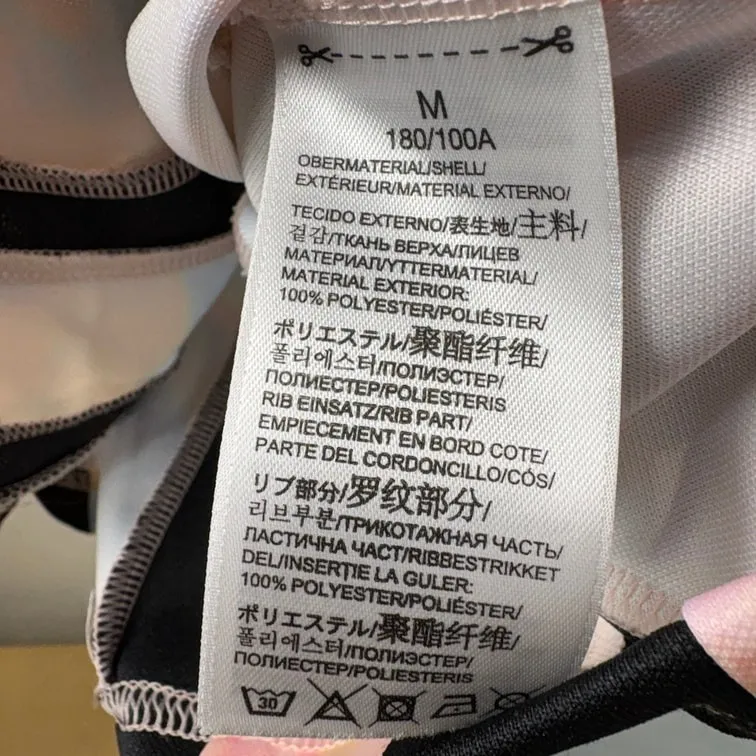 M
180/100A
OBERMATERIAL/SHELL/
EXTÉRIEUR/MATERIAL EXTERNO/
TECIDO EXTERNO/表生地/主料/
겉감/ТКАНЬ ВЕРХА/ЛИЦЕВ
МАТЕРИАЛ/YTTERMATERIAL/
MATERIAL EXTERIOR:
100% POLYESTER/POLIÉSTER/
ポリエステル/聚酯纤维/
폴리에스터/ПОЛИЭСТЕР/
ПОЛИЕСТЕР/POLIESTERIS
RIB EINSATZ/RIB PART/
EMPIECEMENT EN BORD COTE/
PARTE DEL CORDONCILLO/CÓS/
リブ部分/罗纹部分/
리브부분/ТРИКОТАЖНАЯ ЧАСТЬ/
ЛАСТИЧНА ЧАСТ/RIBBESTRIKKET
DEL/INSERȚIE LA GULER:
100% POLYESTER/POLIÉSTER/
ポリエステル/聚酯纤维/
폴리에스터/ПОЛИЭСТЕР/
ПОЛИЕСТЕР/POLIESTERIS
30